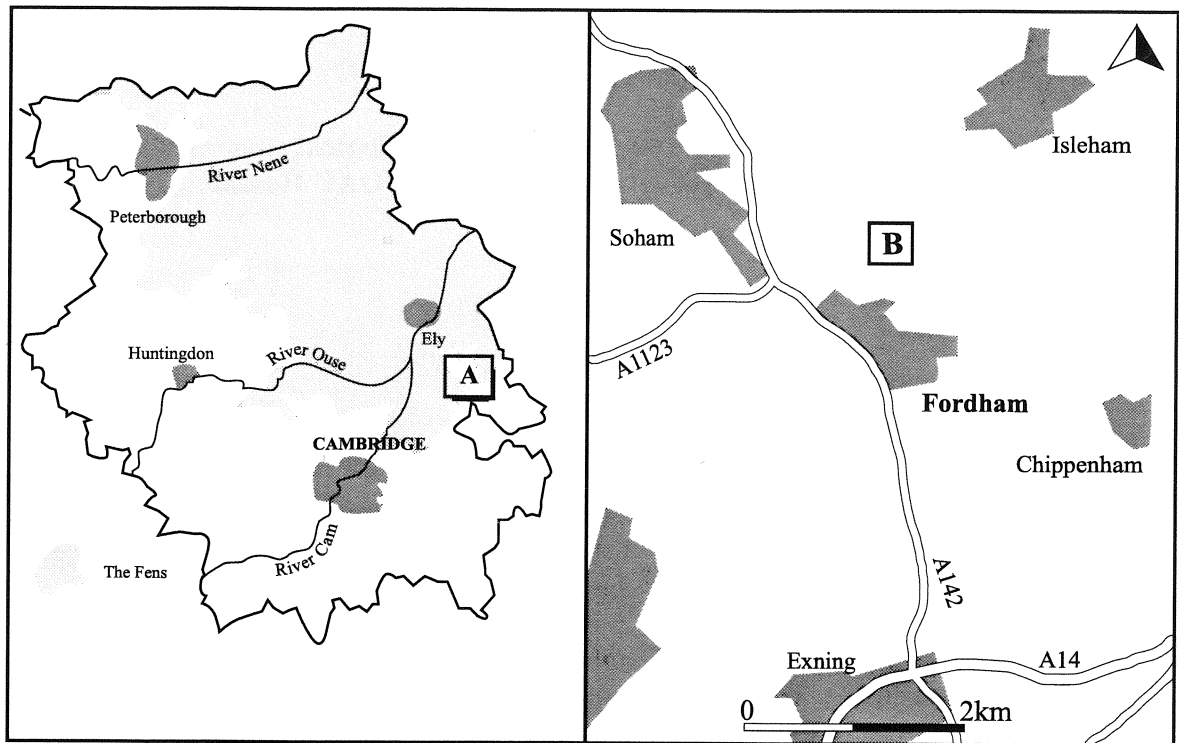 River Nene
Peterborough
Ely
Huntingdon
River Ouse
A
CAMBRIDGE
River Cam
The Fens
Isleham
Soham
B
A1123
Fordham
Chippenham
A142
Exning
A14
0
2km